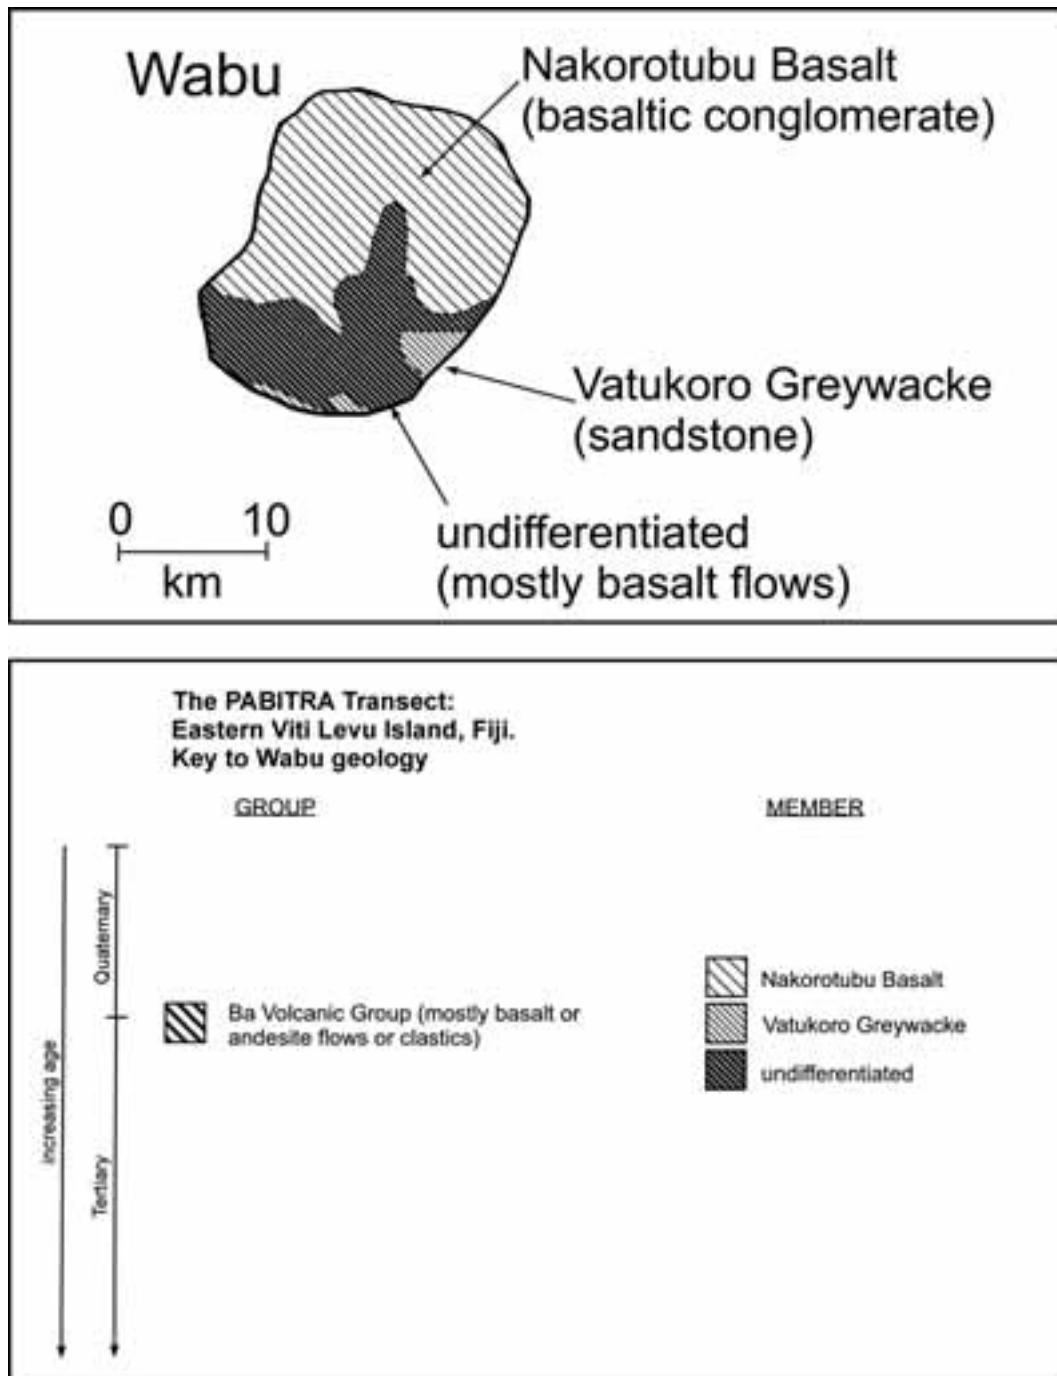 Wabu
Nakorotubu Basalt
(basaltic conglomerate)
Vatukoro Greywacke
(sandstone)
0 10
km
undifferentiated
(mostly basalt flows)
The PABITRA Transect:
Eastern Viti Levu Island, Fiji.
Key to Wabu geology
GROUP
MEMBER
increasing age
Quaternary
Tertiary
Ba Volcanic Group (mostly basalt or
andesite flows or clastics)
Nakorotubu Basalt
Vatukoro Greywacke
undifferentiated